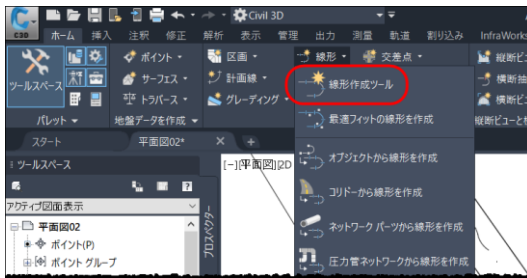 C3D
Civil 3D
ホーム 挿入 注釈 修正 解析 表示 管理 出力 測量 軌道 割り込み InfraWorks
ツールスペース
ポイント
サーフェス
トラバース
区画
計画線
グレーディング
線形
交差点
縦断ビュ
横断抽
横断ビ
線形作成ツール
最適フィットの線形を作成
オブジェクトから線形を作成
コリドーから線形を作成
ネットワーク パーツから線形を作成
圧力管ネットワークから線形を作成
パレット
地盤データを作成
縦断ビューと横
スタート
平面図02*
ツールスペース
[−][平面図][2D
アクティブ図面表示
平面図02
ポイント(P)
ポイント グループ
プロスペクター